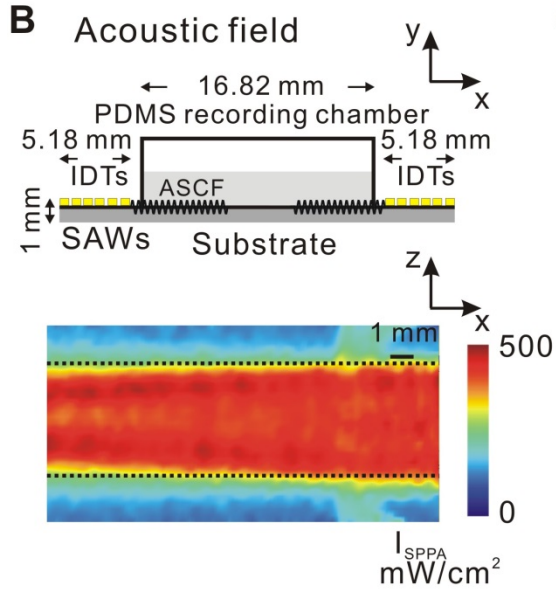 B
Acoustic field
y
x
16.82 mm
PDMS recording chamber
5.18 mm
5.18 mm
IDTs
IDTs
ASCF
1 mm
SAWs
Substrate
z
x
1 mm
500
0
I_SPPA
mW/cm²